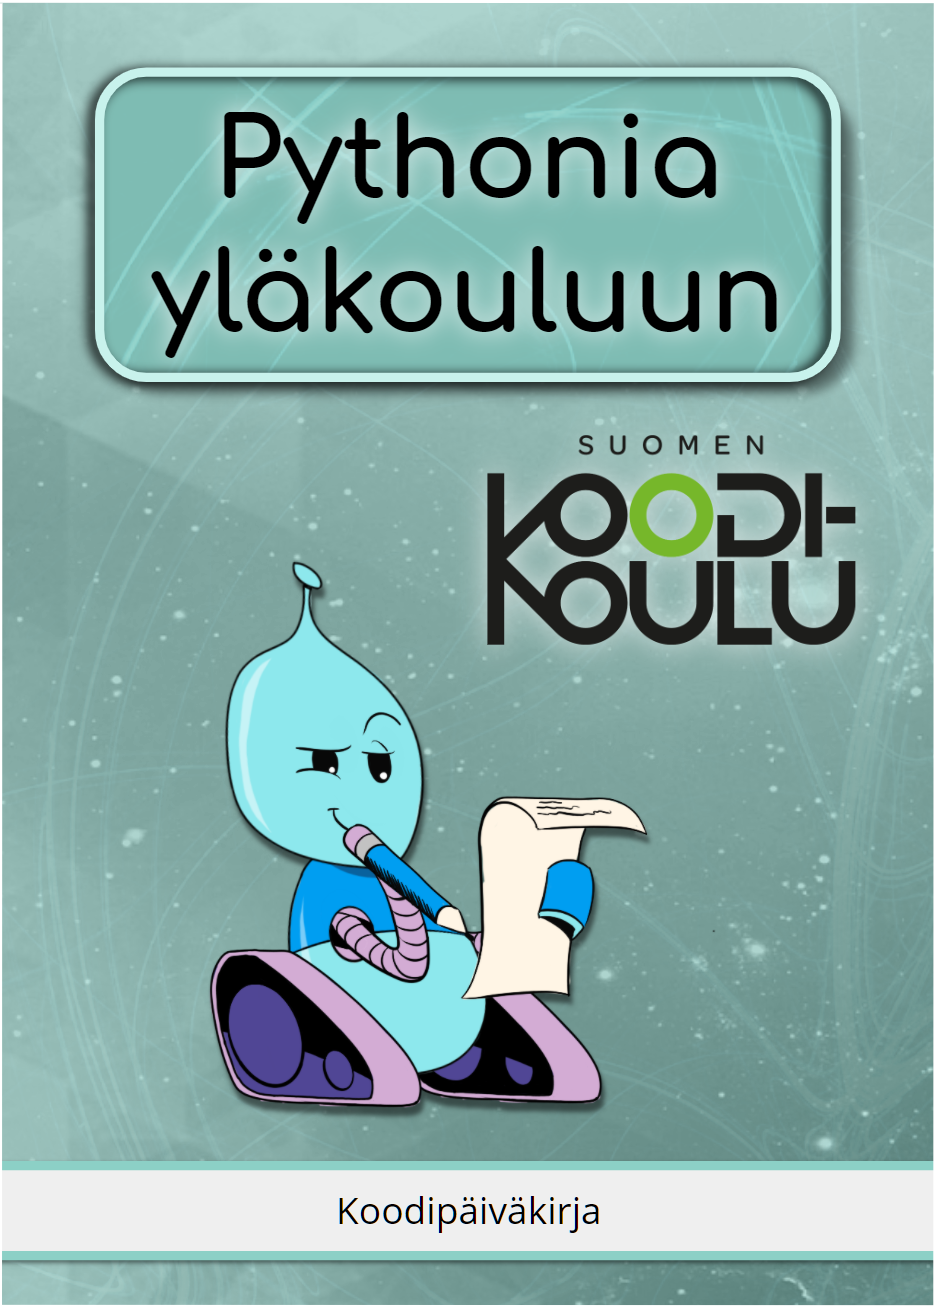 Pythonia
yläkouluun
SUOMEN
KOODI-
KOULU
Koodipäiväkirja